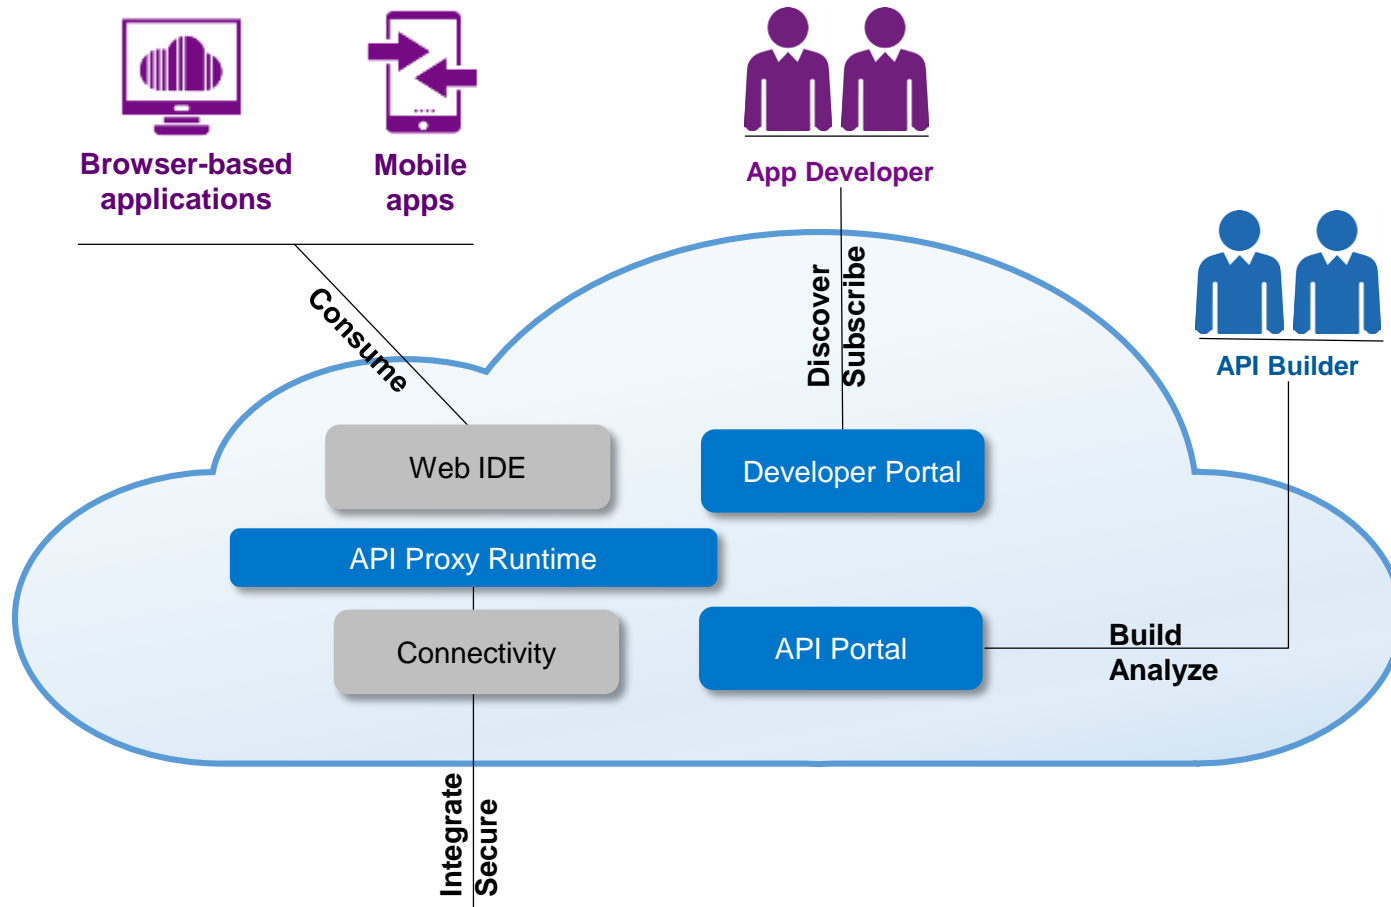 Browser-based
applications
Mobile
apps
App Developer
API Builder
Consume
Discover
Subscribe
Web IDE
Developer Portal
API Proxy Runtime
Connectivity
API Portal
Build
Analyze
Integrate
Secure